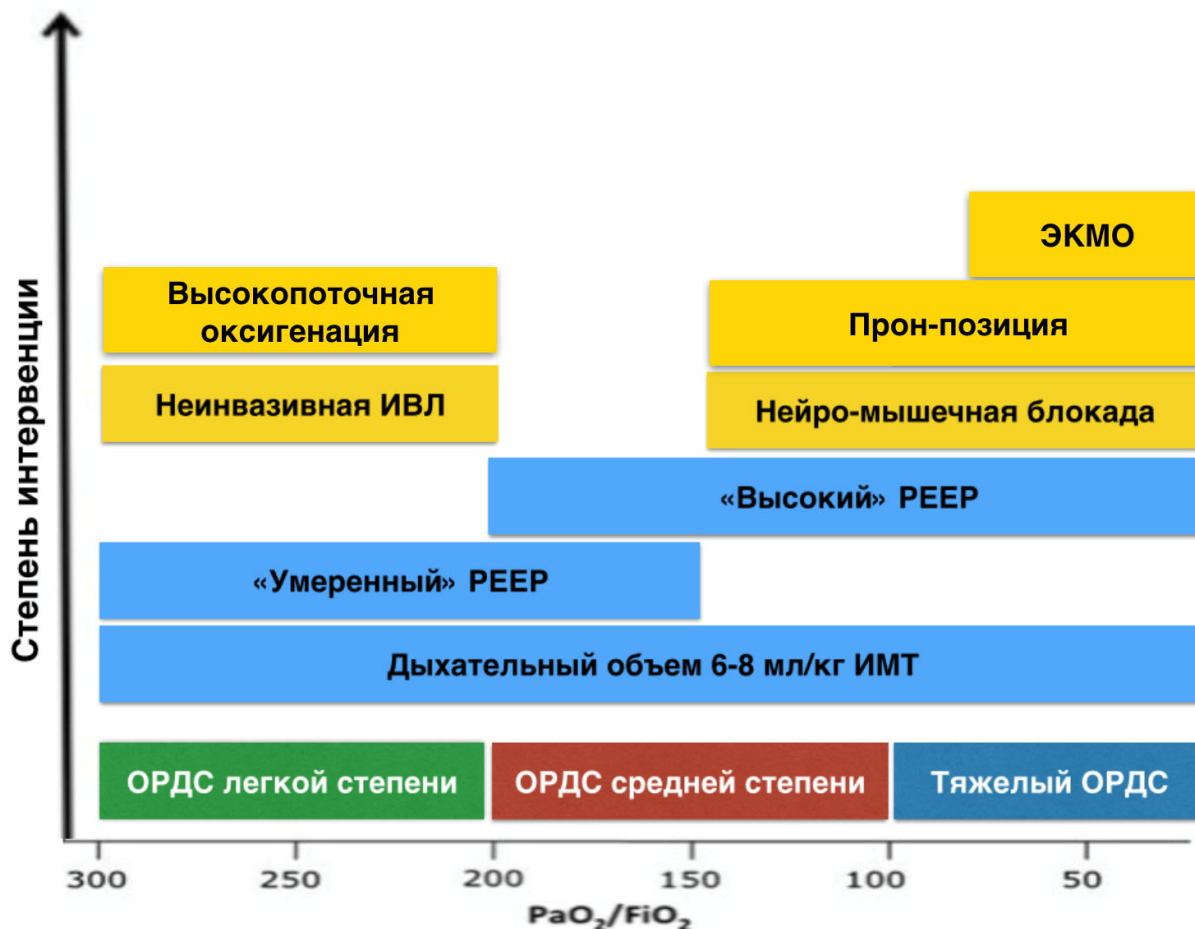 Степень интервенции
ЭКМО
Высокопоточная
оксигенация
Прон-позиция
Неинвазивная ИВЛ
Нейро-мышечная блокада
«Высокий» PEEP
«Умеренный» PEEP
Дыхательный объем 6-8 мл/кг ИМТ
ОРДС легкой степени
ОРДС средней степени
Тяжелый ОРДС
300 250 200 150 100 50
PaO₂/FiO₂